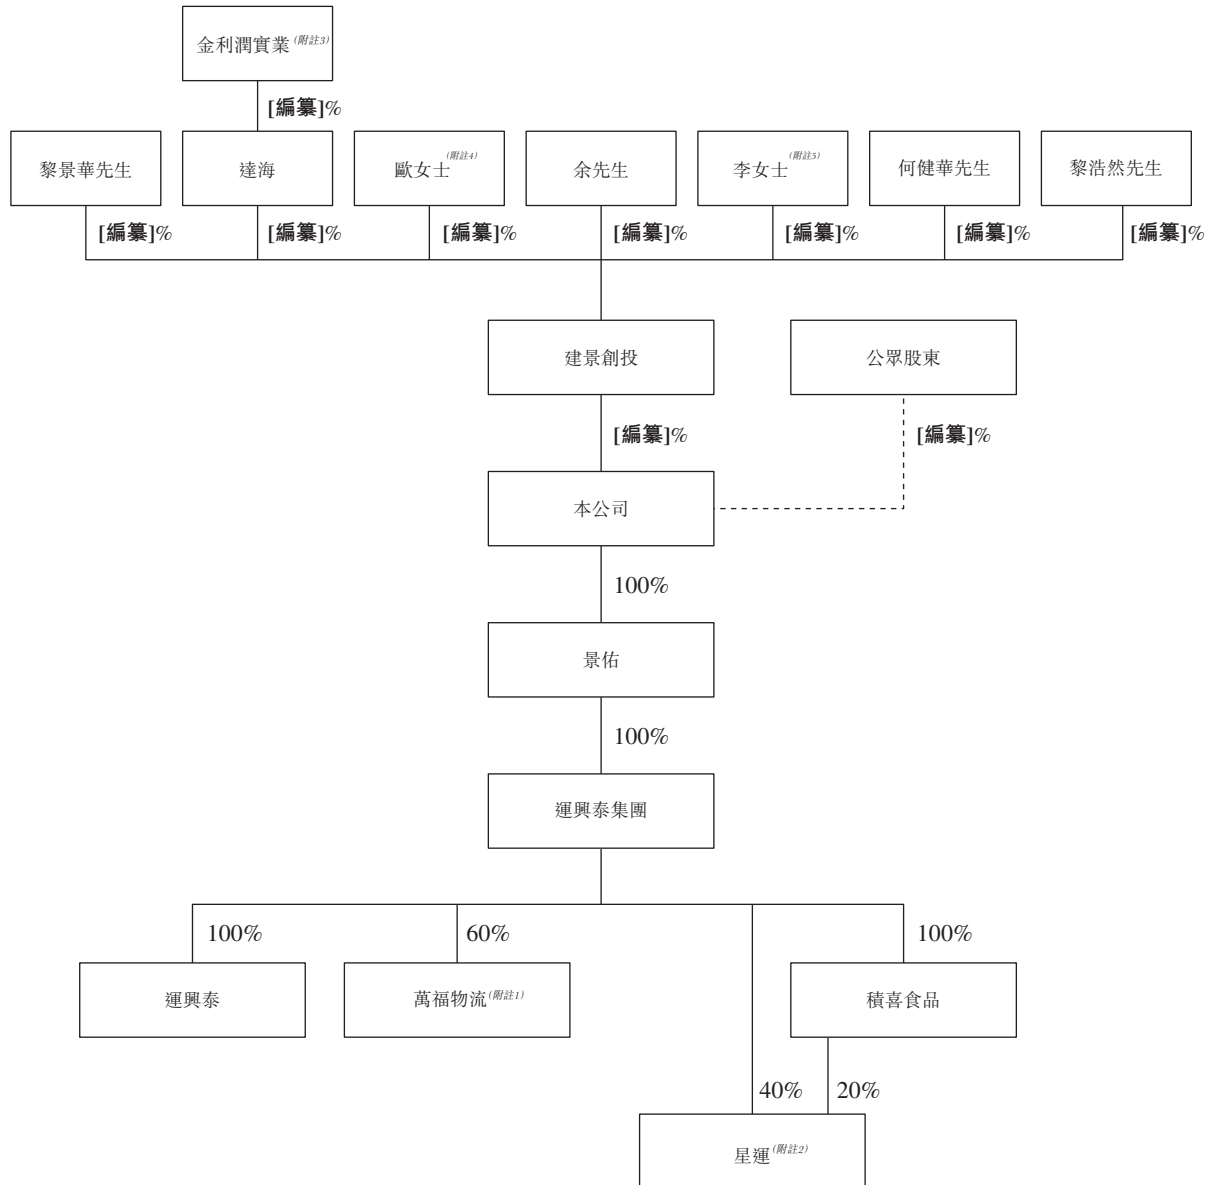 金利潤實業(附註3)
[編纂]%
黎景華先生
達海
歐女士(附註4)
余先生
李女士(附註5)
何健華先生
黎浩然先生
[編纂]%
[編纂]%
[編纂]%
[編纂]%
[編纂]%
[編纂]%
[編纂]%
建景創投
公眾股東
[編纂]%
[編纂]%
本公司
100%
景佑
100%
運興泰集團
100%
60%
100%
運興泰
萬福物流(附註1)
積喜食品
40%
20%
星運(附註2)